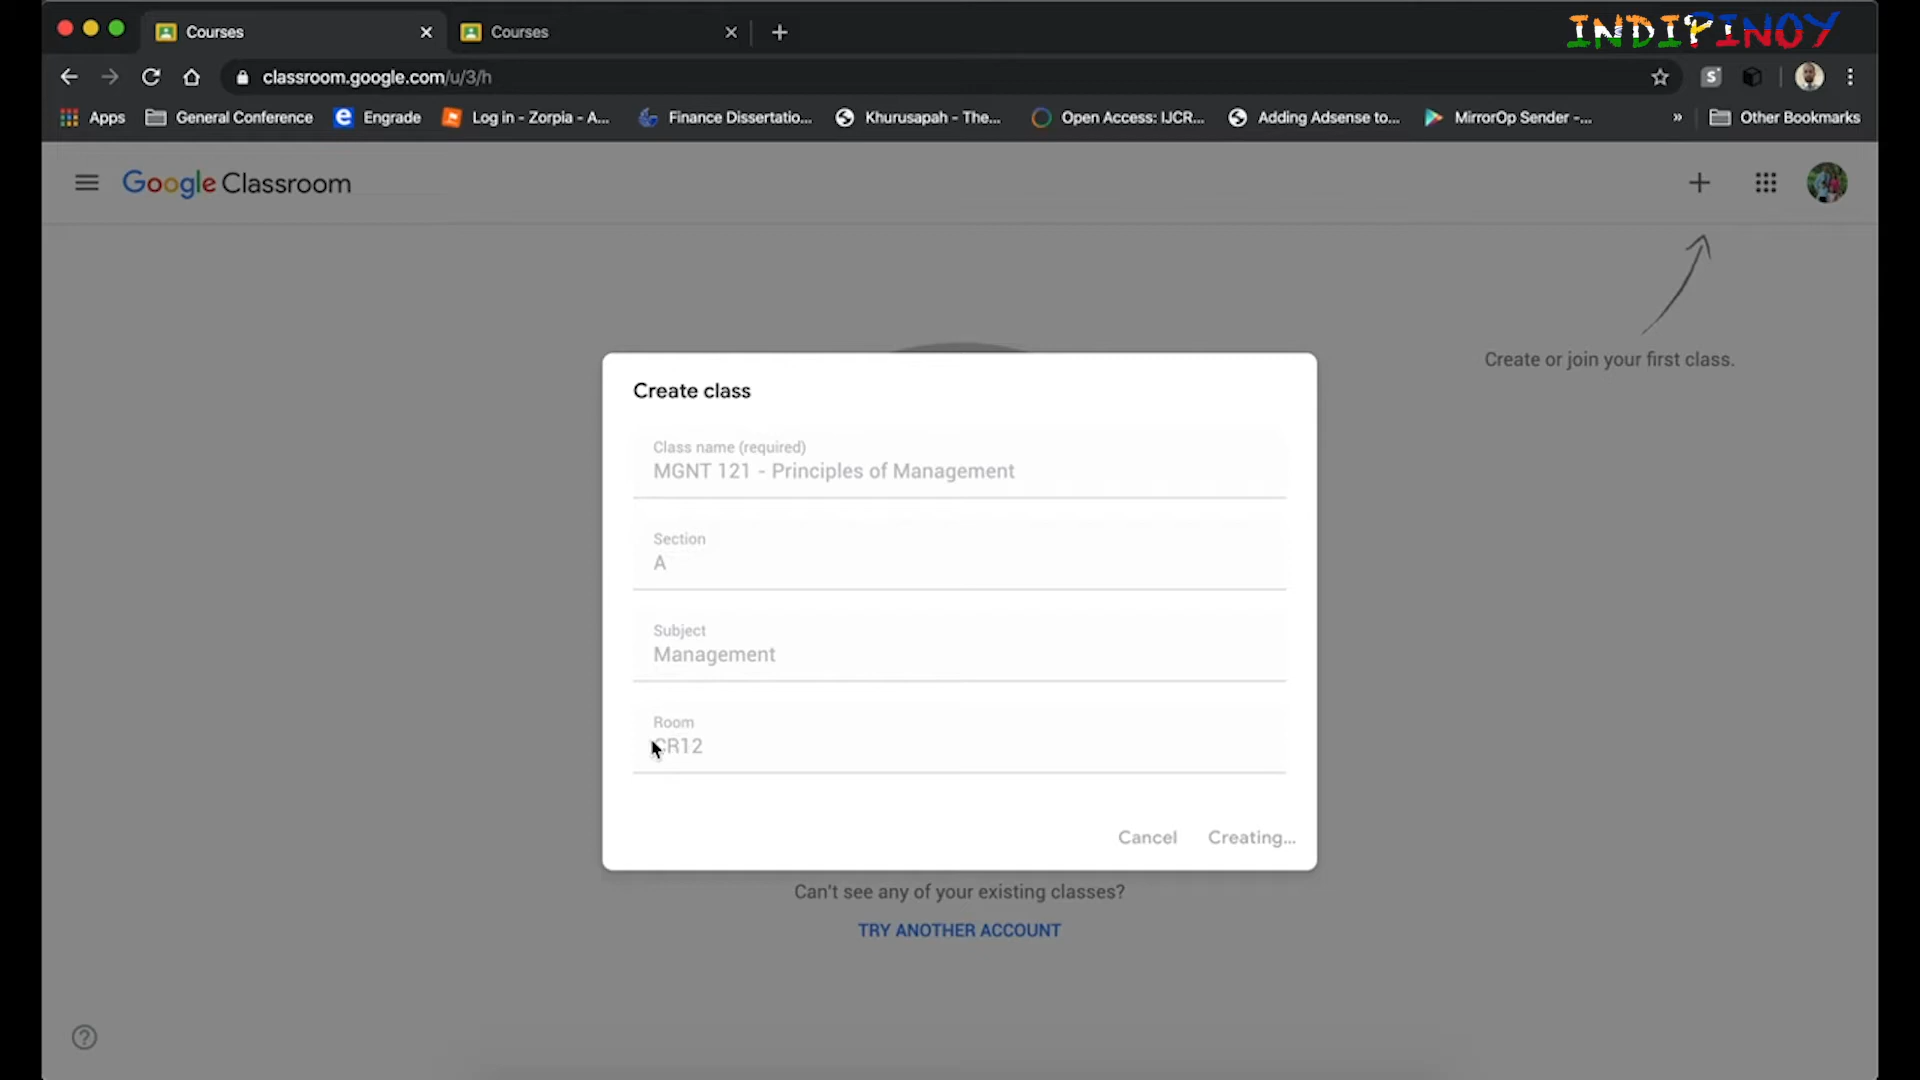 Courses
Courses
INDIPINOY
classroom.google.com/u/3/h
S
Apps
General Conference
e
Engrade
Log in - Zorpia - A...
Finance Dissertatio...
Khurusapah - The...
Open Access: IJCR...
Adding Adsense to...
MirrorOp Sender -...
»
Other Bookmarks
Google Classroom
Create or join your first class.
Create class
Class name (required)
MGNT 121 - Principles of Management
Section
A
Subject
Management
Room
CR12
Cancel
Creating...
Can't see any of your existing classes?
TRY ANOTHER ACCOUNT